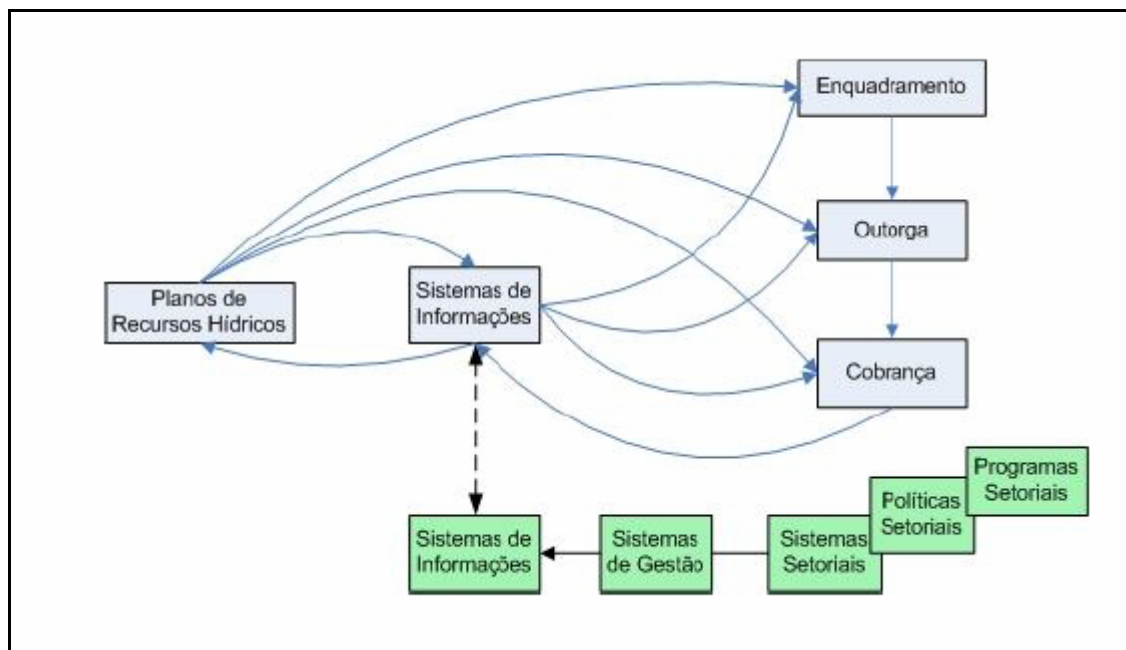 Enquadramento
Outorga
Planos de
Recursos Hídricos
Sistemas de
Informações
Cobrança
Programas
Setoriais
Políticas
Setoriais
Sistemas de
Informações
Sistemas
de Gestão
Sistemas
Setoriais